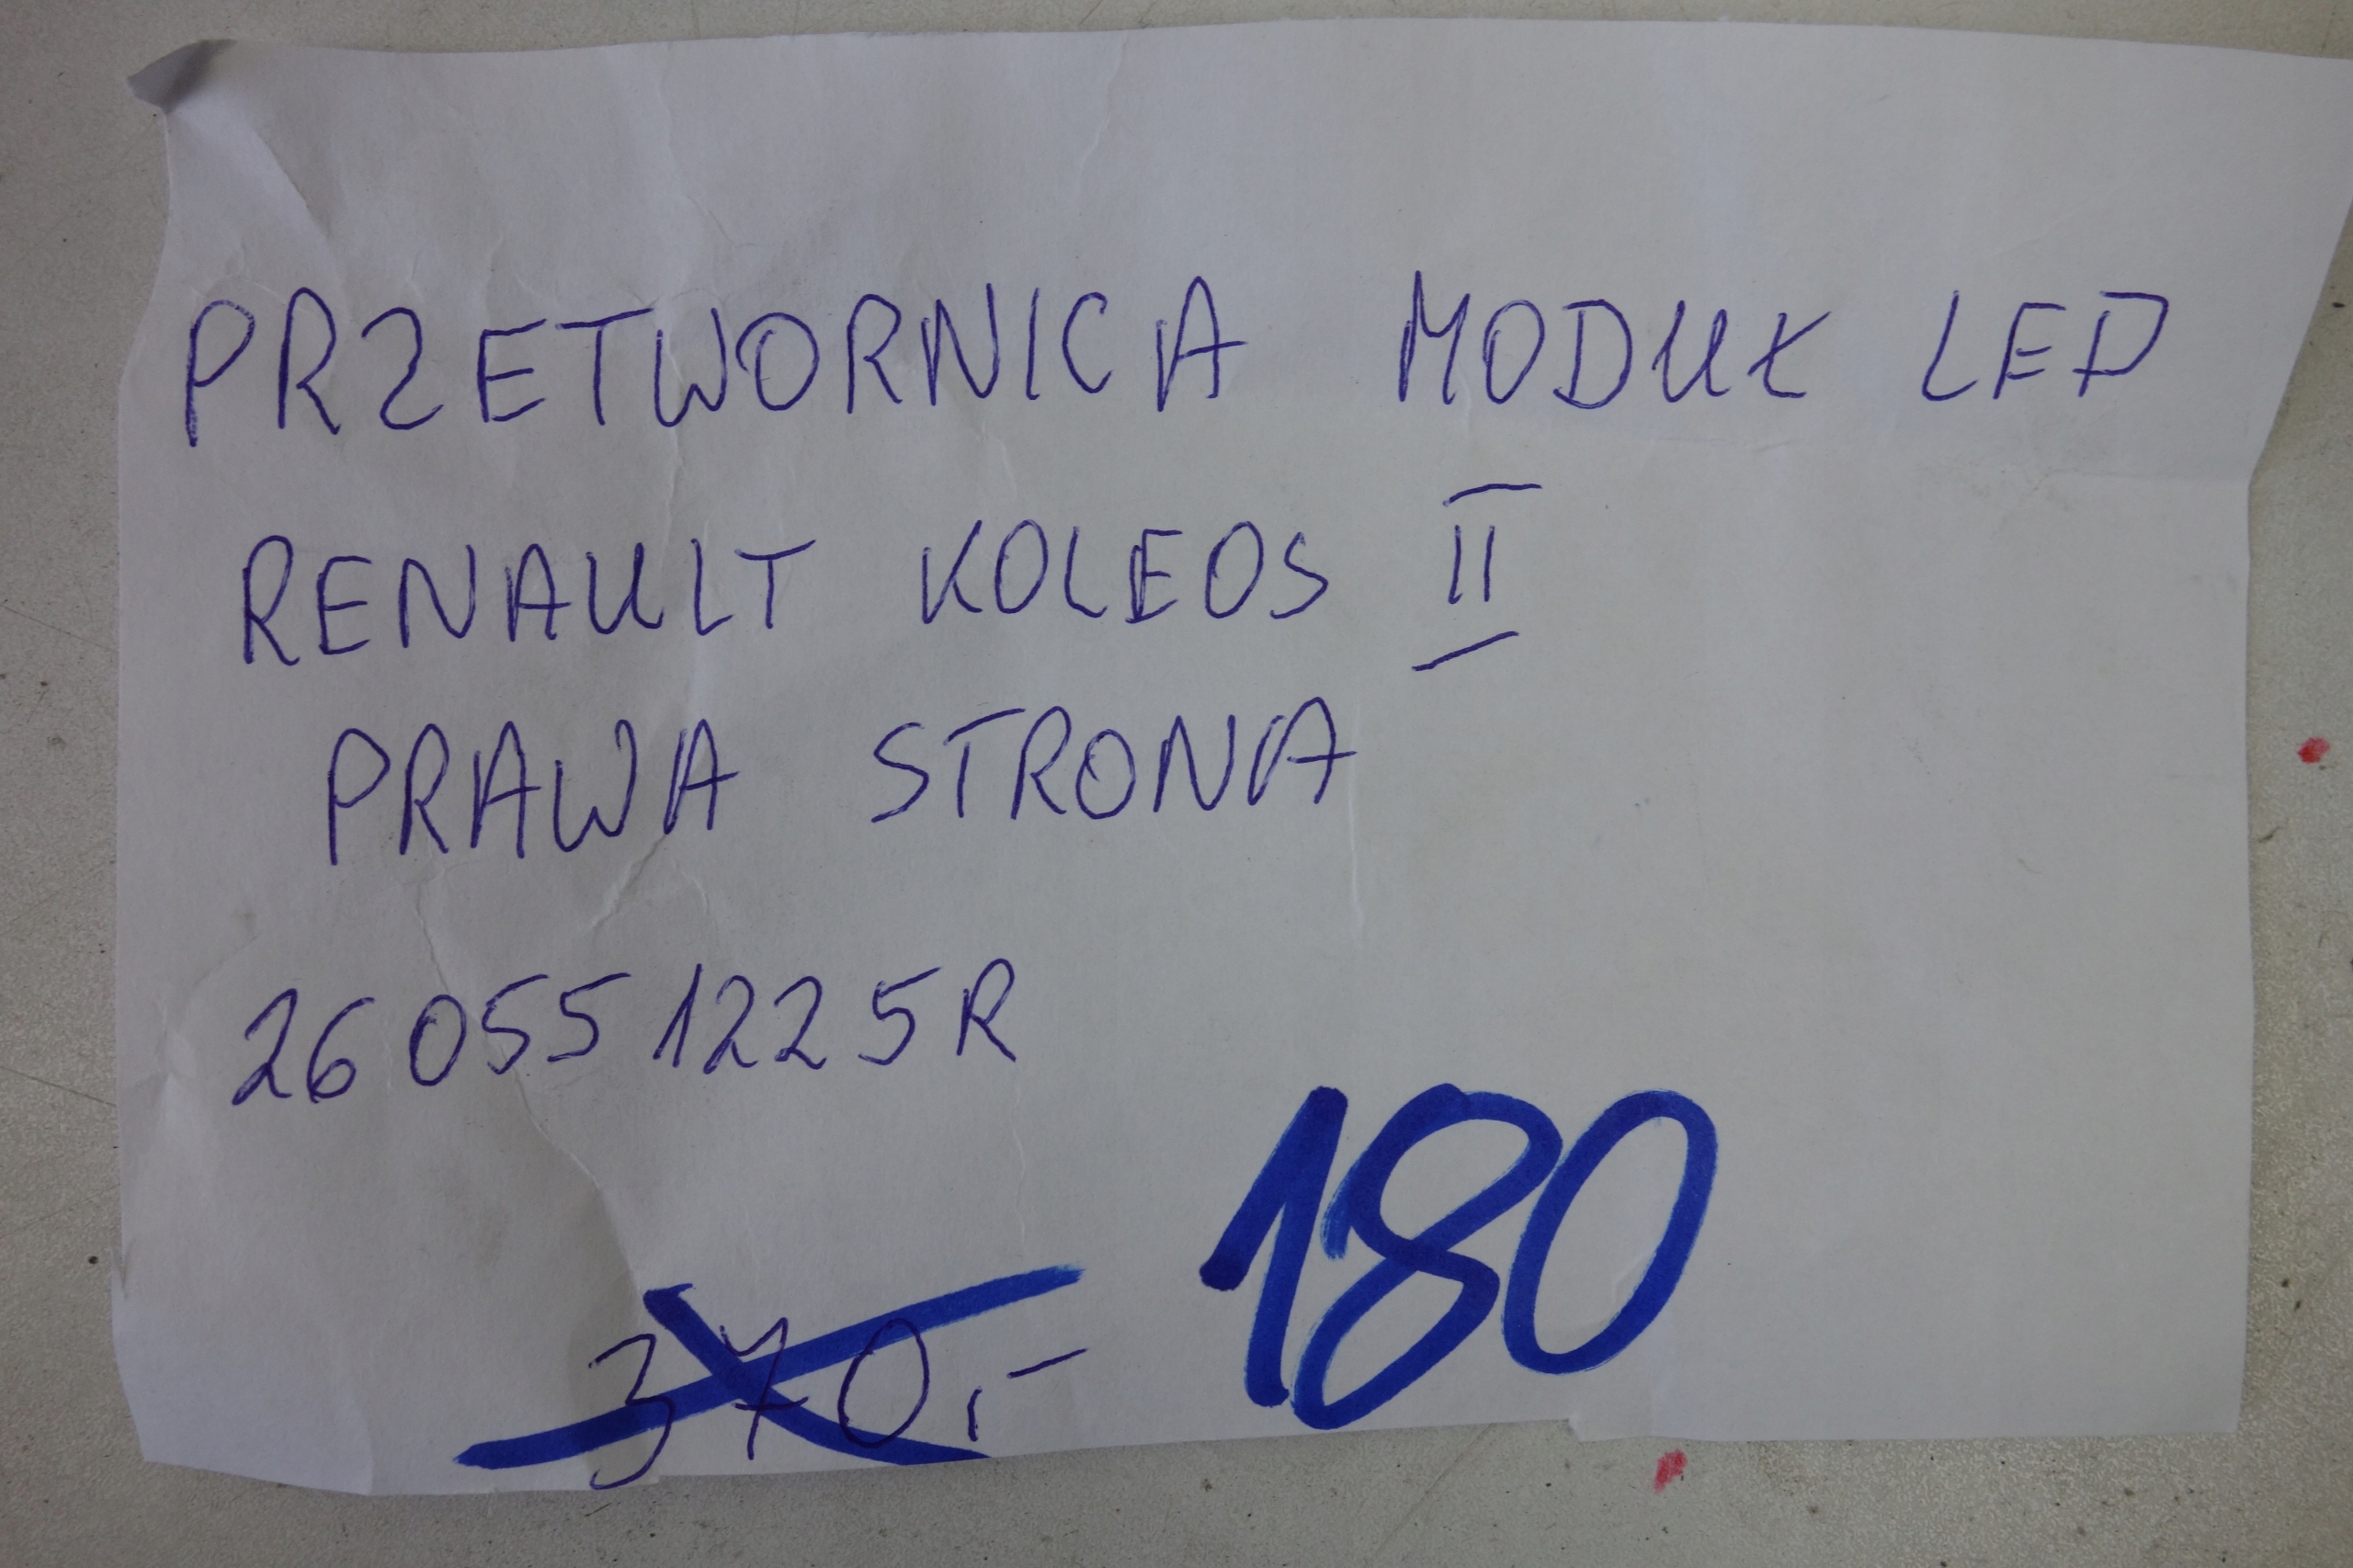 PRZETWORNICA MODUŁ LED
RENAULT KOLEOS II
PRAWA STRONA
260551225R
370,- 180